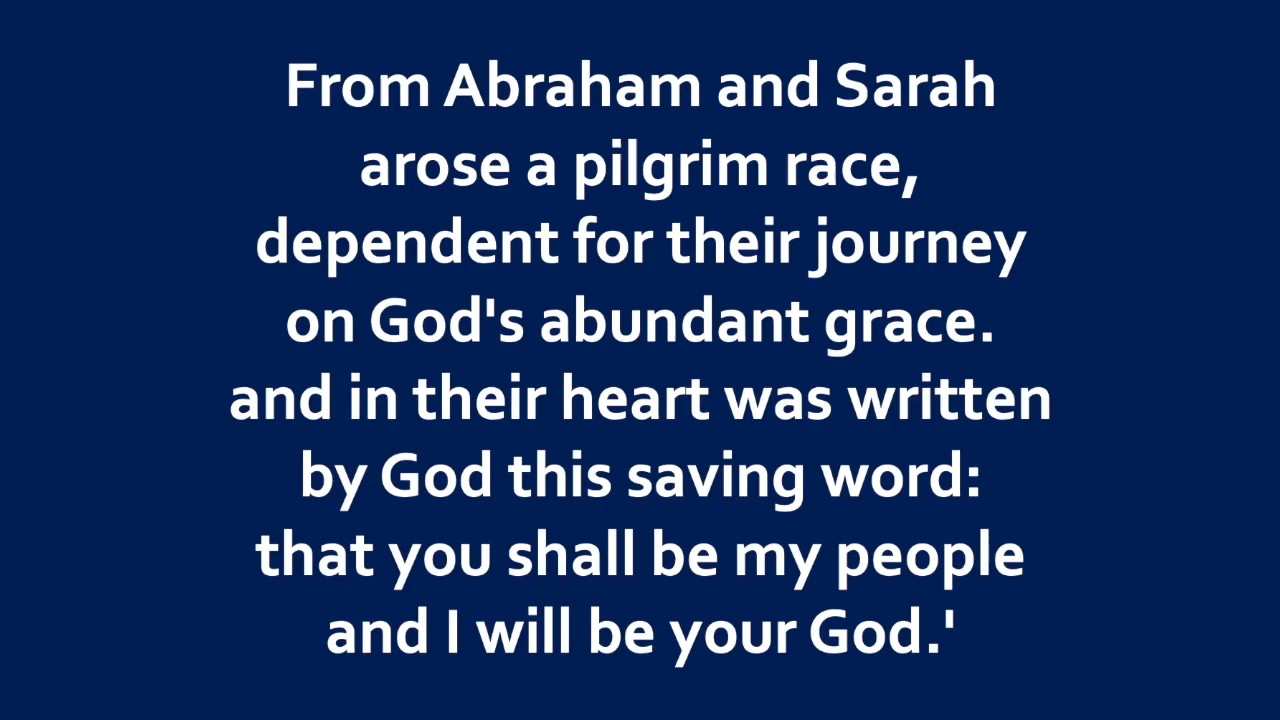 From Abraham and Sarah
arose a pilgrim race,
dependent for their journey
on God's abundant grace.
and in their heart was written
by God this saving word:
that you shall be my people
and I will be your God.'